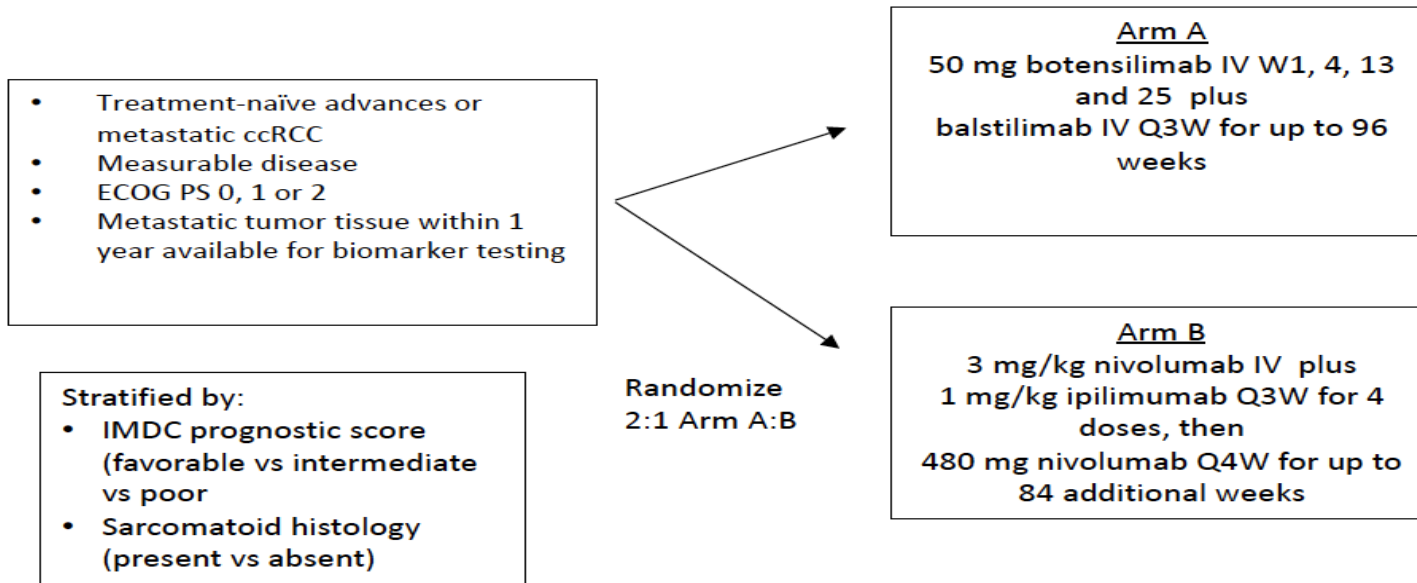 • Treatment-naïve advances or
metastatic ccRCC
• Measurable disease
• ECOG PS 0, 1 or 2
• Metastatic tumor tissue within 1
year available for biomarker testing
Stratified by:
• IMDC prognostic score
(favorable vs intermediate
vs poor
• Sarcomatoid histology
(present vs absent)
Randomize
2:1 Arm A:B
Arm A
50 mg botensilimab IV W1, 4, 13
and 25 plus
balstilimab IV Q3W for up to 96
weeks
Arm B
3 mg/kg nivolumab IV plus
1 mg/kg ipilimumab Q3W for 4
doses, then
480 mg nivolumab Q4W for up to
84 additional weeks